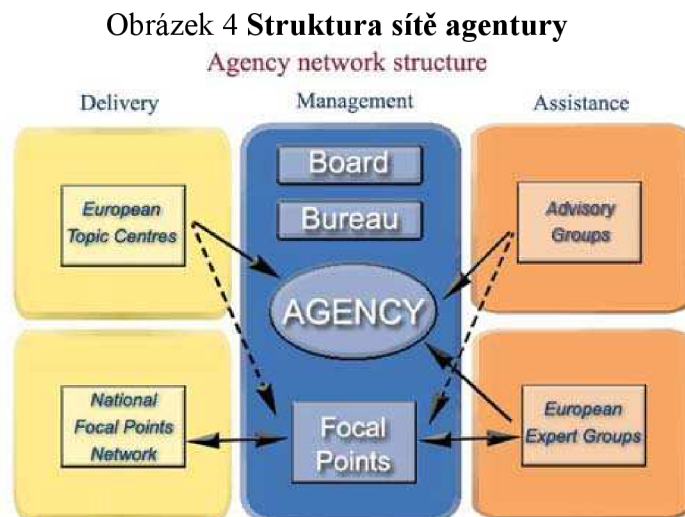 Obrázek 4 Struktura sítě agentury
Agency network structure
Delivery
Management
Assistance
European
Topic Centres
National
Focal Points
Network
Board
Bureau
AGENCY
Focal
Points
Advisory
Groups
European
Expert Groups